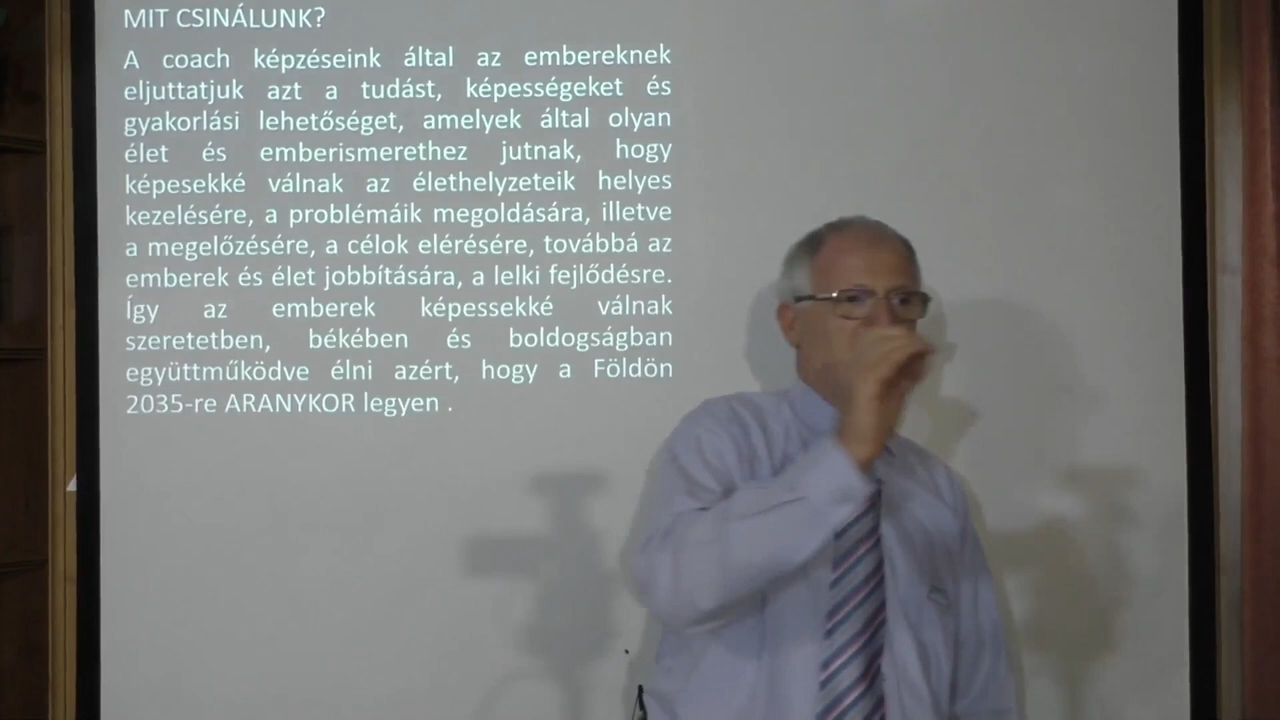 MIT CSINÁLUNK?
A coach képzéseink által az embereknek
eljuttatjuk azt a tudást, képességeket és
gyakorlási lehetőséget, amelyek által olyan
élet és emberismerethez jutnak, hogy
képesekké válnak az élethelyzeteik helyes
kezelésére, a problémáik megoldására, illetve
a megelőzésére, a célok elérésére, továbbá az
emberek és élet jobbítására, a lelki fejlődésre.
Így az emberek képessekké válnak
szeretetben, békében és boldogságban
együttműködve élni azért, hogy a Földön
2035-re ARANYKOR legyen .